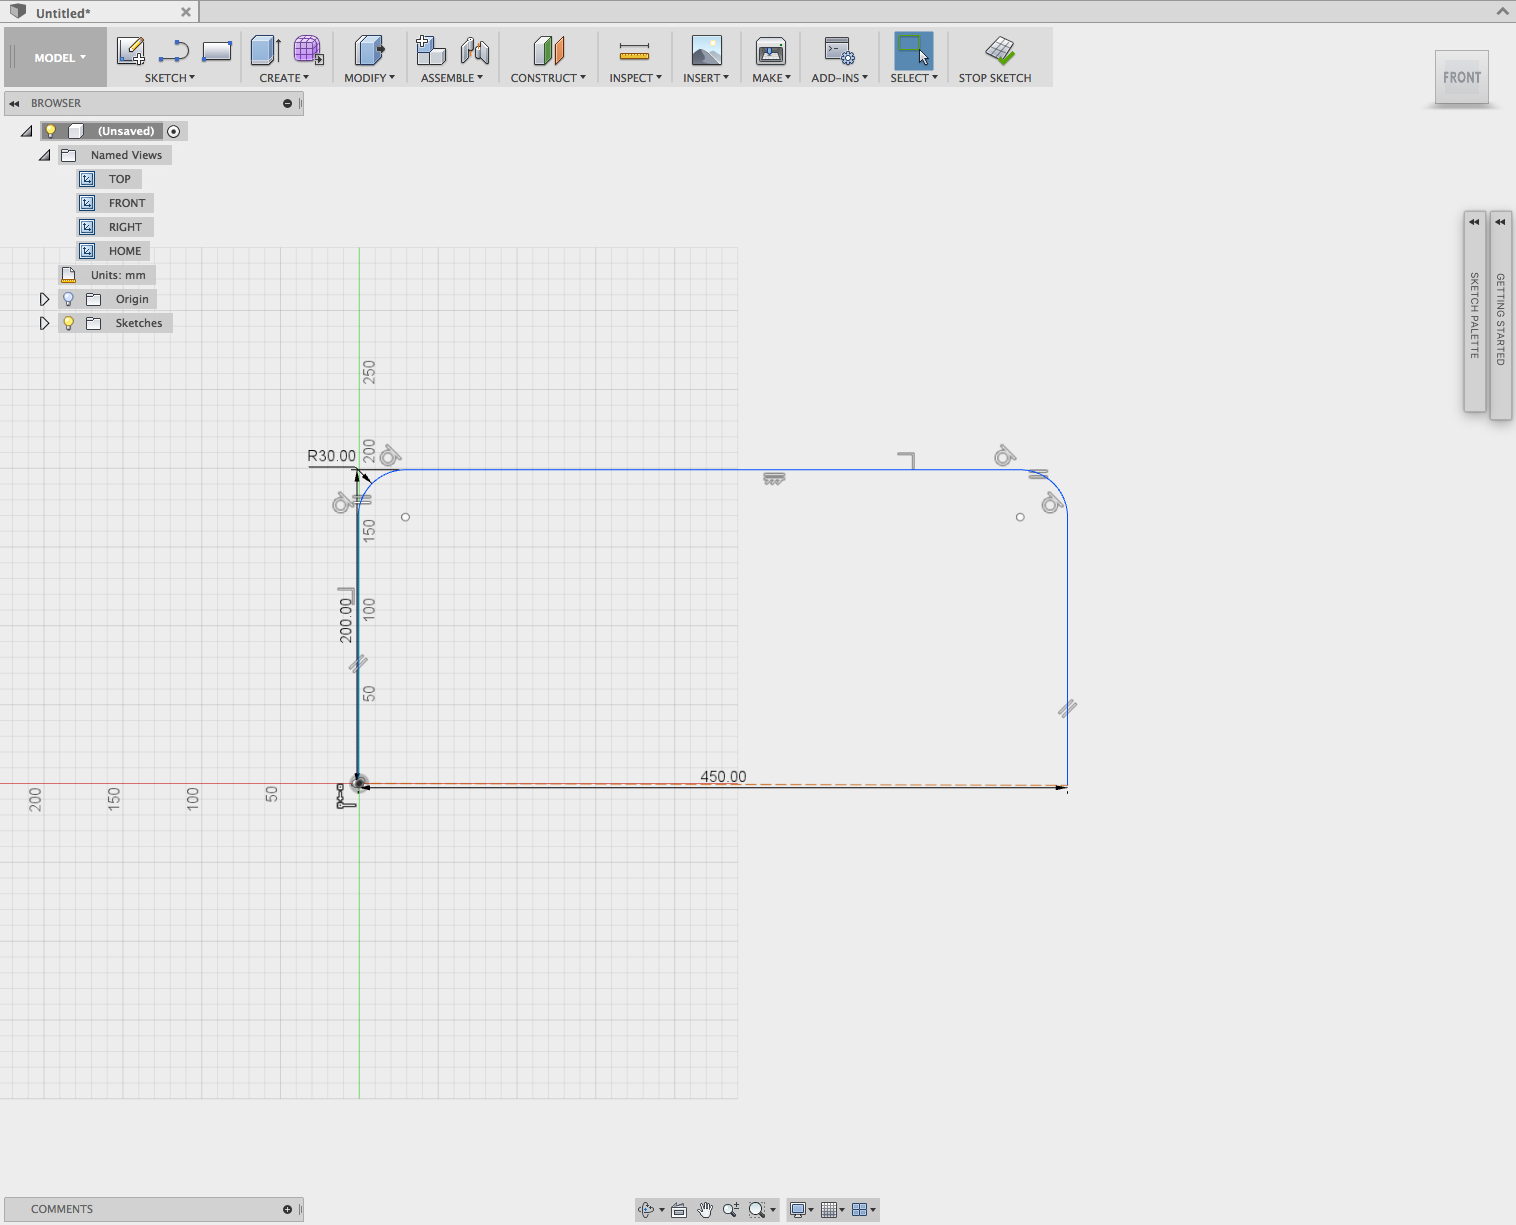 Untitled*
MODEL
SKETCH
CREATE
MODIFY
ASSEMBLE
CONSTRUCT
INSPECT
INSERT
MAKE
ADD-INS
SELECT
STOP SKETCH
FRONT
BROWSER
(Unsaved)
Named Views
TOP
FRONT
RIGHT
HOME
Units: mm
Origin
Sketches
SKETCH PALETTE
GETTING STARTED
250
200
R30.00
150
100
200.00
50
450.00
200
150
100
50
COMMENTS